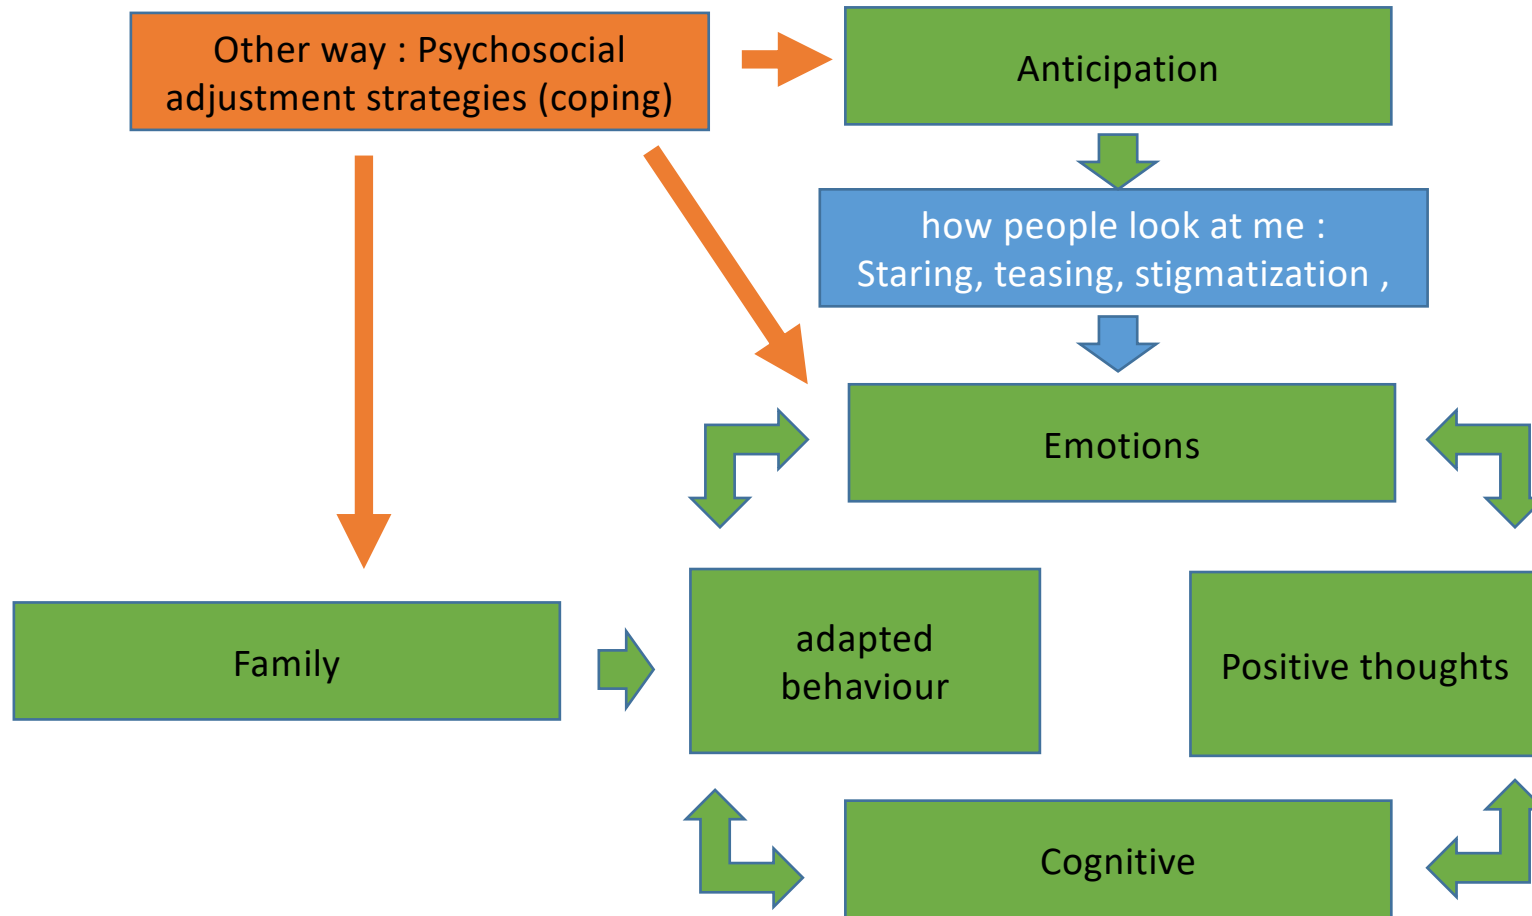 Other way : Psychosocial
adjustment strategies (coping)
Anticipation
how people look at me :
Staring, teasing, stigmatization ,
Emotions
Family
adapted
behaviour
Positive thoughts
Cognitive